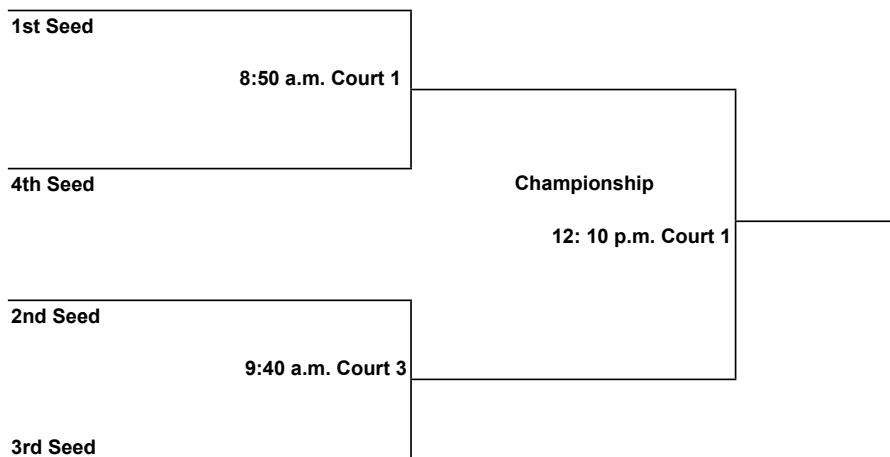 1st Seed
8:50 a.m. Court 1
4th Seed
Championship
12: 10 p.m. Court 1
2nd Seed
9:40 a.m. Court 3
3rd Seed